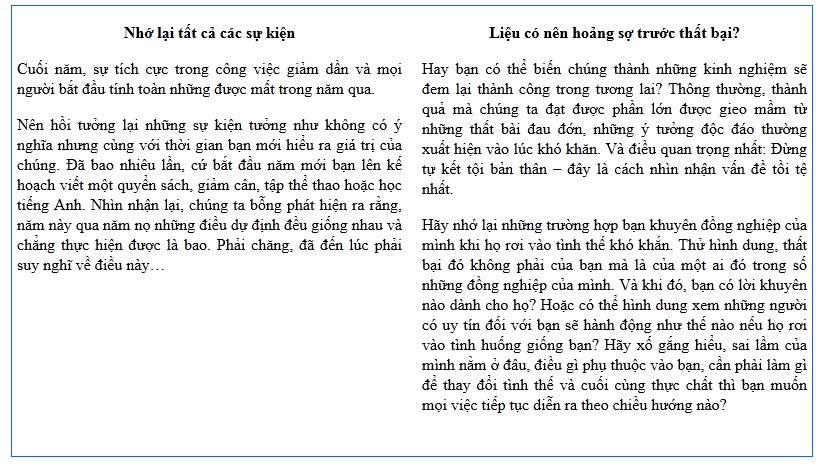 Nhớ lại tất cả các sự kiện
Cuối năm, sự tích cực trong công việc giảm dần và mọi
người bắt đầu tính toán những được mất trong năm qua.
Nên hồi tưởng lại những sự kiện tưởng như không có ý
nghĩa nhưng cùng với thời gian bạn mới hiểu ra giá trị của
chúng. Đã bao nhiêu lần, cứ bắt đầu năm mới bạn lên kế
hoạch viết một quyển sách, giảm cân, tập thể thao hoặc học
tiếng Anh. Nhìn nhận lại, chúng ta bỗng phát hiện ra rằng,
năm này qua năm nọ những điều dự định đều giống nhau và
chẳng thực hiện được là bao. Phải chăng, đã đến lúc phải
suy nghĩ về điều này…
Liệu có nên hoảng sợ trước thất bại?
Hay bạn có thể biến chúng thành những kinh nghiệm sẽ
đem lại thành công trong tương lai? Thông thường, thành
quả mà chúng ta đạt được phần lớn được gieo mầm từ
những thất bài đau đớn, những ý tưởng độc đáo thường
xuất hiện vào lúc khó khăn. Và điều quan trọng nhất: Đừng
tự kết tội bản thân – đây là cách nhìn nhận vấn đề tồi tệ
nhất.
Hãy nhớ lại những trường hợp bạn khuyên đồng nghiệp của
mình khi họ rơi vào tình thế khó khắn. Thử hình dung, thất
bại đó không phải của bạn mà là của một ai đó trong số
những đồng nghiệp của mình. Và khi đó, bạn có lời khuyên
nào dành cho họ? Hoặc có thể hình dung xem những người
có uy tín đối với bạn sẽ hành động như thế nào nếu họ rơi
vào tình huống giống bạn? Hãy xố gắng hiểu, sai lầm của
mình nằm ở đâu, điều gì phụ thuộc vào bạn, cần phải làm gì
để thay đổi tình thế và cuối cùng thực chất thì bạn muốn
mọi việc tiếp tục diễn ra theo chiều hướng nào?